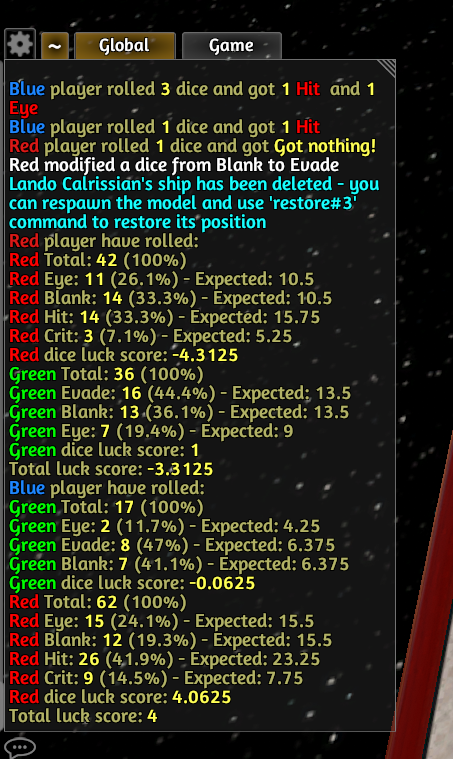 ~ Global Game
Blue player rolled 3 dice and got 1 Hit and 1
Eye
Blue player rolled 1 dice and got 1 Hit
Red player rolled 1 dice and got Got nothing!
Red modified a dice from Blank to Evade
Lando Calrissian's ship has been deleted - you
can respawn the model and use 'restore#3'
command to restore its position
Red player have rolled:
Red Total: 42 (100%)
Red Eye: 11 (26.1%) - Expected: 10.5
Red Blank: 14 (33.3%) - Expected: 10.5
Red Hit: 14 (33.3%) - Expected: 15.75
Red Crit: 3 (7.1%) - Expected: 5.25
Red dice luck score: -4.3125
Green Total: 36 (100%)
Green Evade: 16 (44.4%) - Expected: 13.5
Green Blank: 13 (36.1%) - Expected: 13.5
Green Eye: 7 (19.4%) - Expected: 9
Green dice luck score: 1
Total luck score: -3.3125
Blue player have rolled:
Green Total: 17 (100%)
Green Eye: 2 (11.7%) - Expected: 4.25
Green Evade: 8 (47%) - Expected: 6.375
Green Blank: 7 (41.1%) - Expected: 6.375
Green dice luck score: -0.0625
Red Total: 62 (100%)
Red Eye: 15 (24.1%) - Expected: 15.5
Red Blank: 12 (19.3%) - Expected: 15.5
Red Hit: 26 (41.9%) - Expected: 23.25
Red Crit: 9 (14.5%) - Expected: 7.75
Red dice luck score: 4.0625
Total luck score: 4